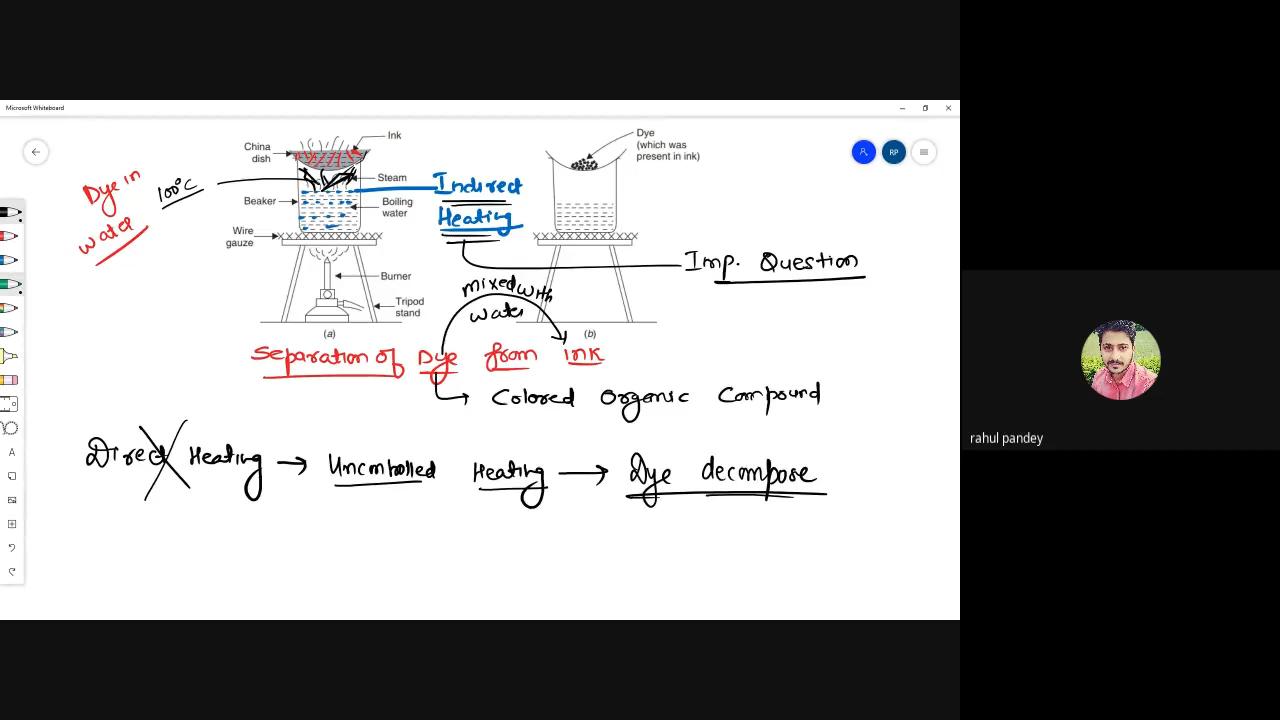 Microsoft Whiteboard
Ink
China
dish
Steam
Beaker
Boiling
water
Wire
gauze
Burner
Tripod
stand
(a)
Dye
(which was
present in ink)
(b)
RP
A
Dye in
water
100°C
Indirect
Heating
Imp. Question
mixed with
water
Separation of Dye from Ink
Colored Organic Compound
Direct Heating → Uncontrolled Heating → Dye decompose
rahul pandey